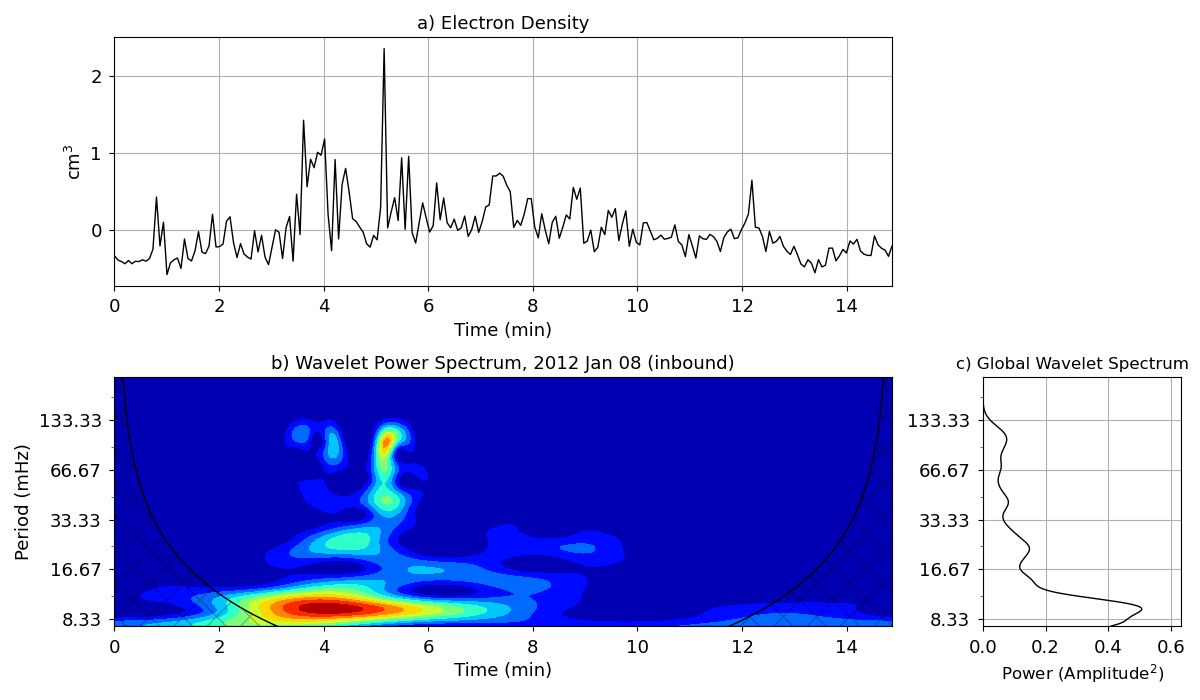 a) Electron Density
2
1
0
cm³
0 2 4 6 8 10 12 14
Time (min)
b) Wavelet Power Spectrum, 2012 Jan 08 (inbound)
133.33
66.67
33.33
16.67
8.33
Period (mHz)
0 2 4 6 8 10 12 14
Time (min)
c) Global Wavelet Spectrum
133.33
66.67
33.33
16.67
8.33
0.0 0.2 0.4 0.6
Power (Amplitude²)